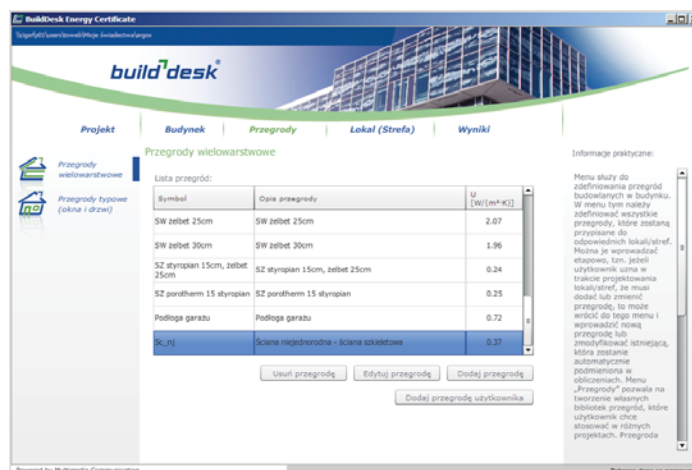 BuildDesk Energy Certificate
build desk®
Projekt
Budynek
Przegrody
Lokal (Strefa)
Wyniki
Przegrody
wielowarstwowe
Przegrody typowe
(okna i drzwi)
Przegrody wielowarstwowe
Lista przegród:
Symbol Opis przegrody U
[W/(m²·K)]
SW żelbet 25cm SW żelbet 25cm 2.07
SW żelbet 30cm SW żelbet 30cm 1.96
SZ styropian 15cm, żelbet
25cm SZ styropian 15cm, żelbet 25cm 0.24
SZ porotherm 15 styropian SZ porotherm 15 styropian 0.25
Podłoga garażu Podłoga garażu 0.72
Sc_nj Ściana niejednorodna - ściana szkieletowa 0.37
Usuń przegrodę Edytuj przegrodę Dodaj przegrodę
Dodaj przegrodę użytkownika
Informacje praktyczne:
Menu służy do
zdefiniowania przegród
budowlanych w budynku.
W menu tym należy
zdefiniować wszystkie
przegrody, które zostaną
przypisane do
odpowiednich lokali/stref.
Można je wprowadzać
etapowo, tzn. jeżeli
użytkownik uzna w
trakcie projektowania
lokali/stref, że musi
dodać lub zmienić
przegrodę, to może
wrócić do tego menu i
wprowadzić nową
przegrodę lub
zmodyfikować istniejącą,
która zostanie
automatycznie
podmieniona w
obliczeniach. Menu
„Przegrody” pozwala na
tworzenie własnych
bibliotek przegród, które
użytkownik chce
stosować w różnych
projektach. Przegroda